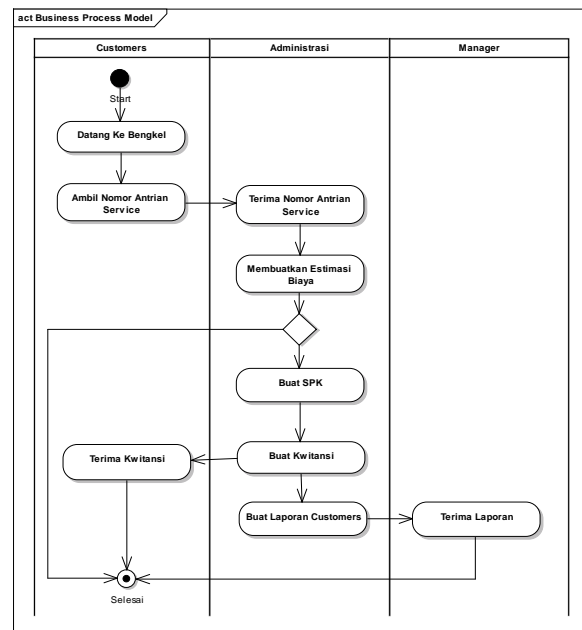 act Business Process Model
Customers
Administrasi
Manager
Start
Datang Ke Bengkel
Ambil Nomor Antrian
Service
Terima Nomor Antrian
Service
Membuatkan Estimasi
Biaya
Buat SPK
Terima Kwitansi
Buat Kwitansi
Buat Laporan Customers
Terima Laporan
Selesai